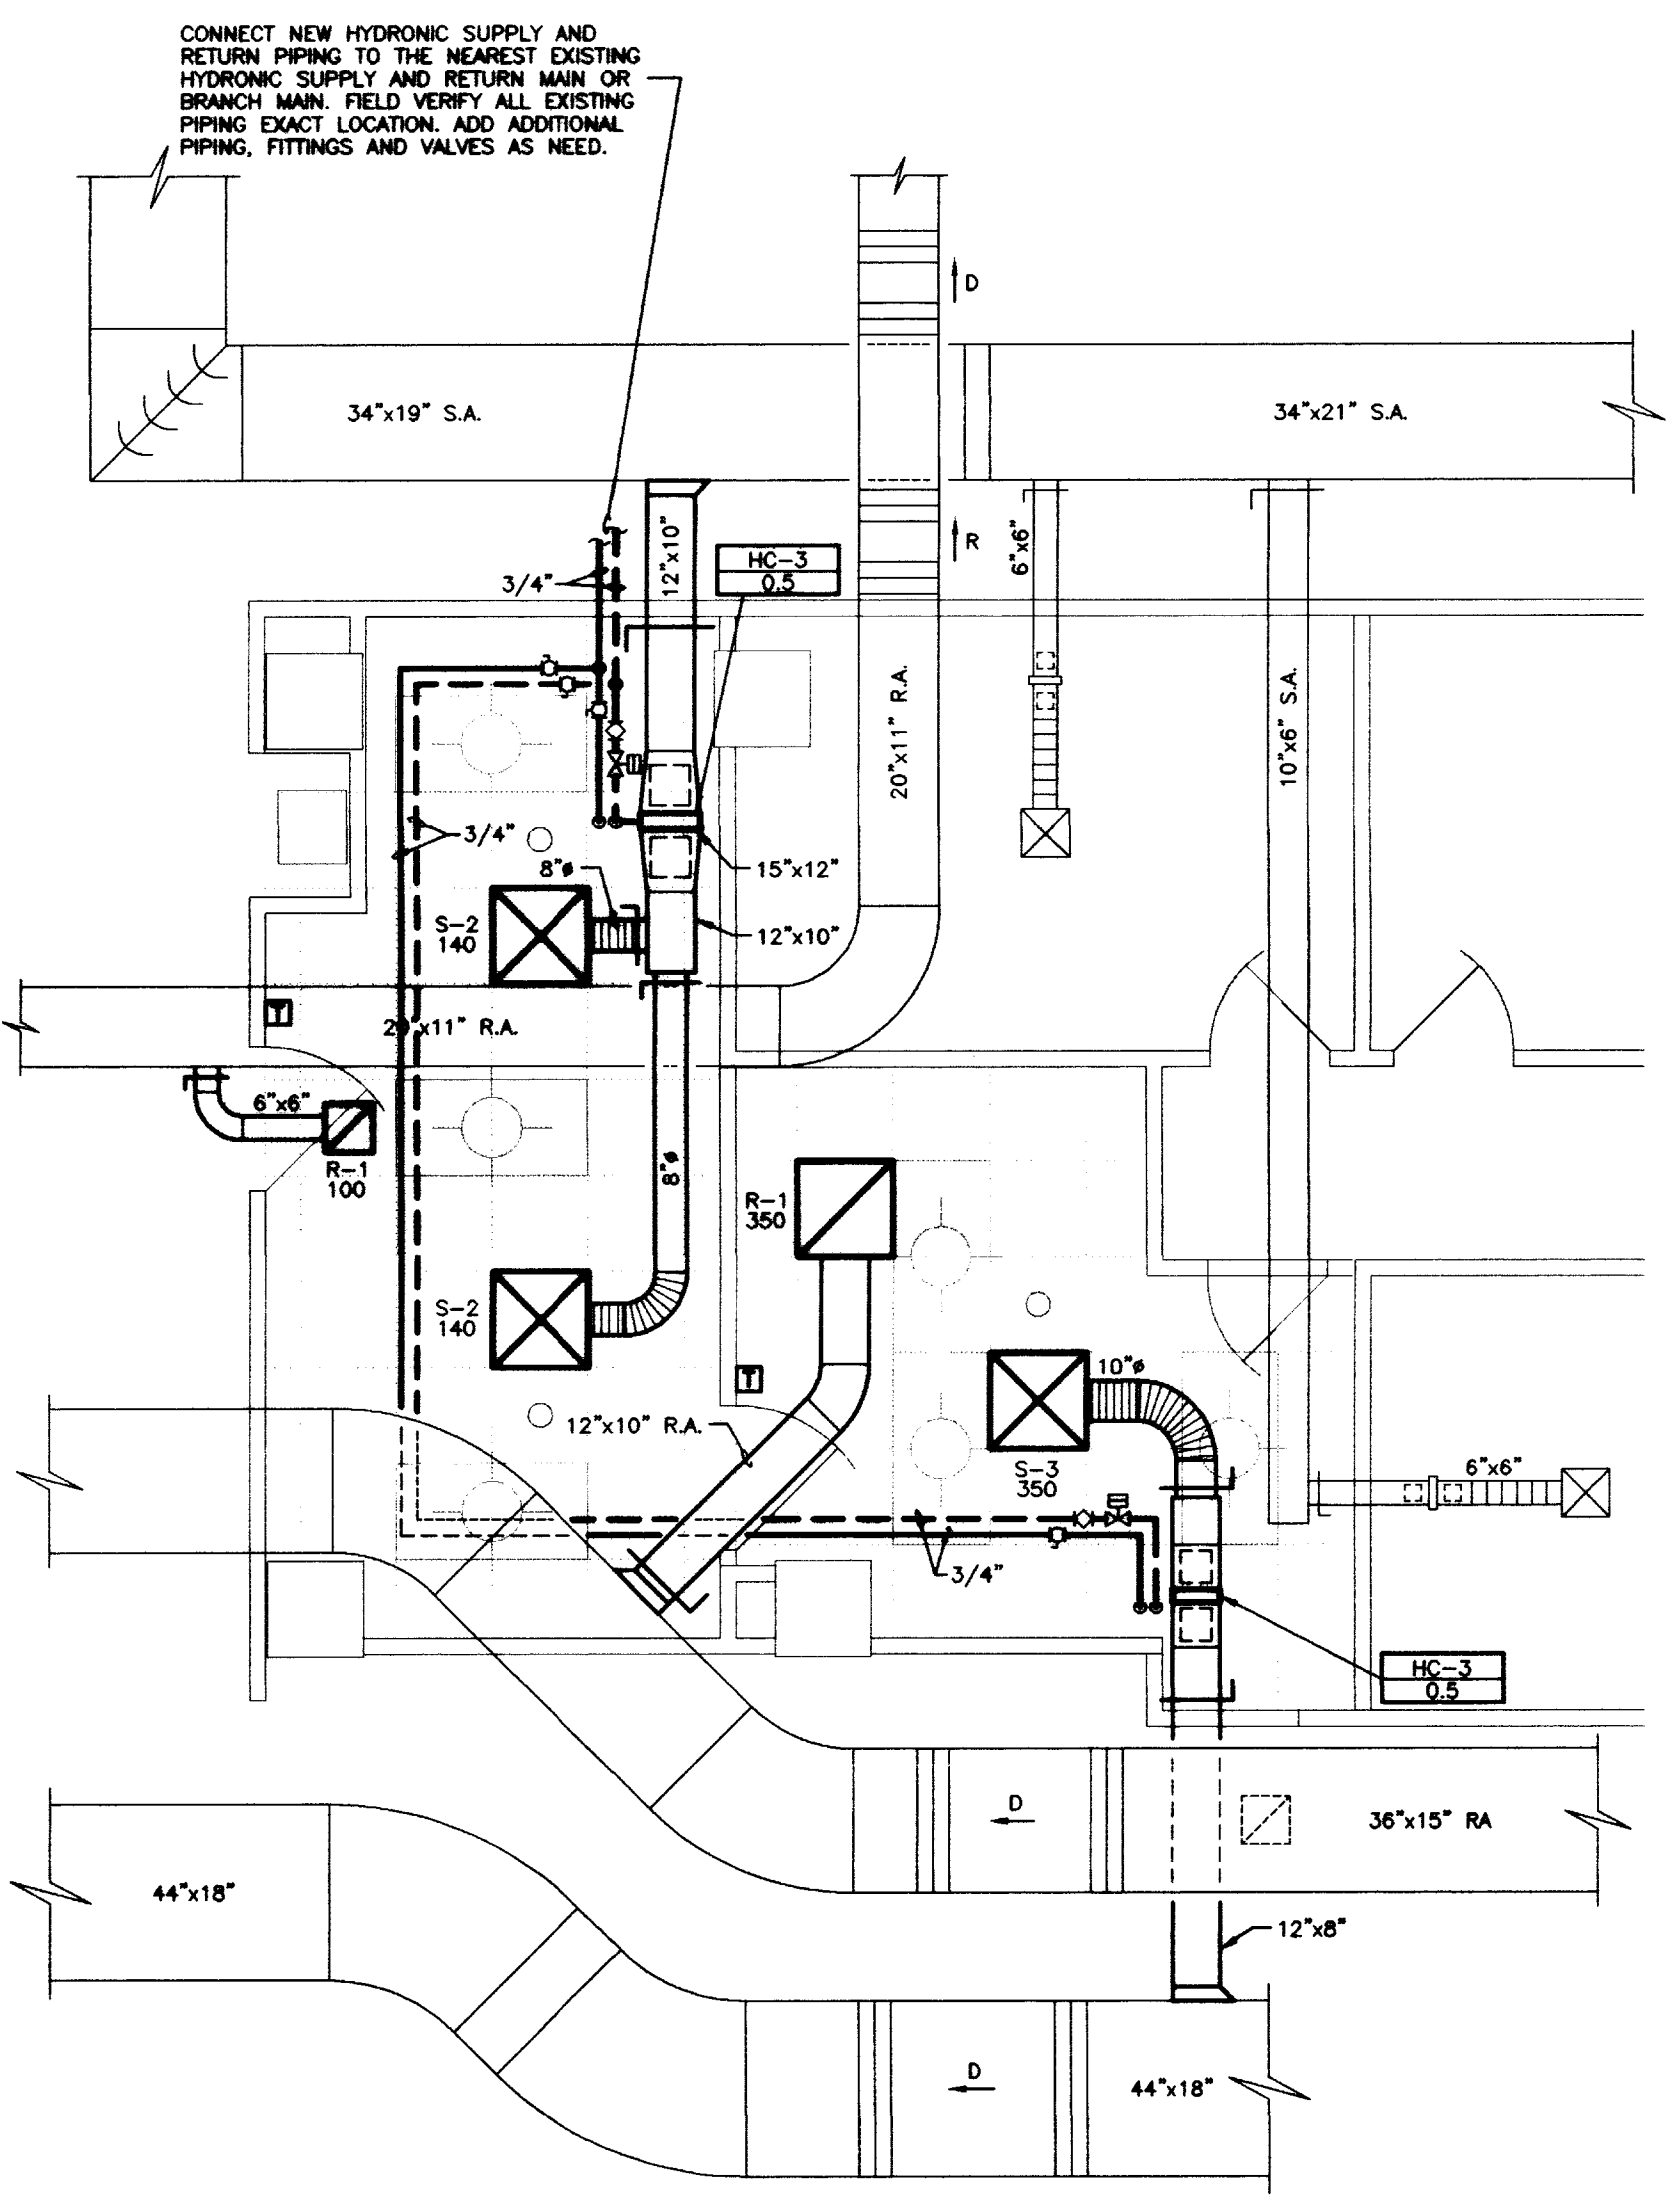 CONNECT NEW HYDRONIC SUPPLY AND
RETURN PIPING TO THE NEAREST EXISTING
HYDRONIC SUPPLY AND RETURN MAIN OR
BRANCH MAIN. FIELD VERIFY ALL EXISTING
PIPING EXACT LOCATION. ADD ADDITIONAL
PIPING, FITTINGS AND VALVES AS NEED.
D
34"x19" S.A.
34"x21" S.A.
12"x10"
R
6"x6"
HC-3
0.5
3/4"
20"x11" R.A.
10"x6" S.A.
3/4"
8"ø
15"x12"
S-2
140
12"x10"
T
20"x11" R.A.
6"x6"
R-1
100
8"ø
R-1
350
S-2
140
T
10"ø
12"x10" R.A.
S-3
350
6"x6"
3/4"
HC-3
0.5
D
36"x15" RA
44"x18"
12"x8"
D
44"x18"